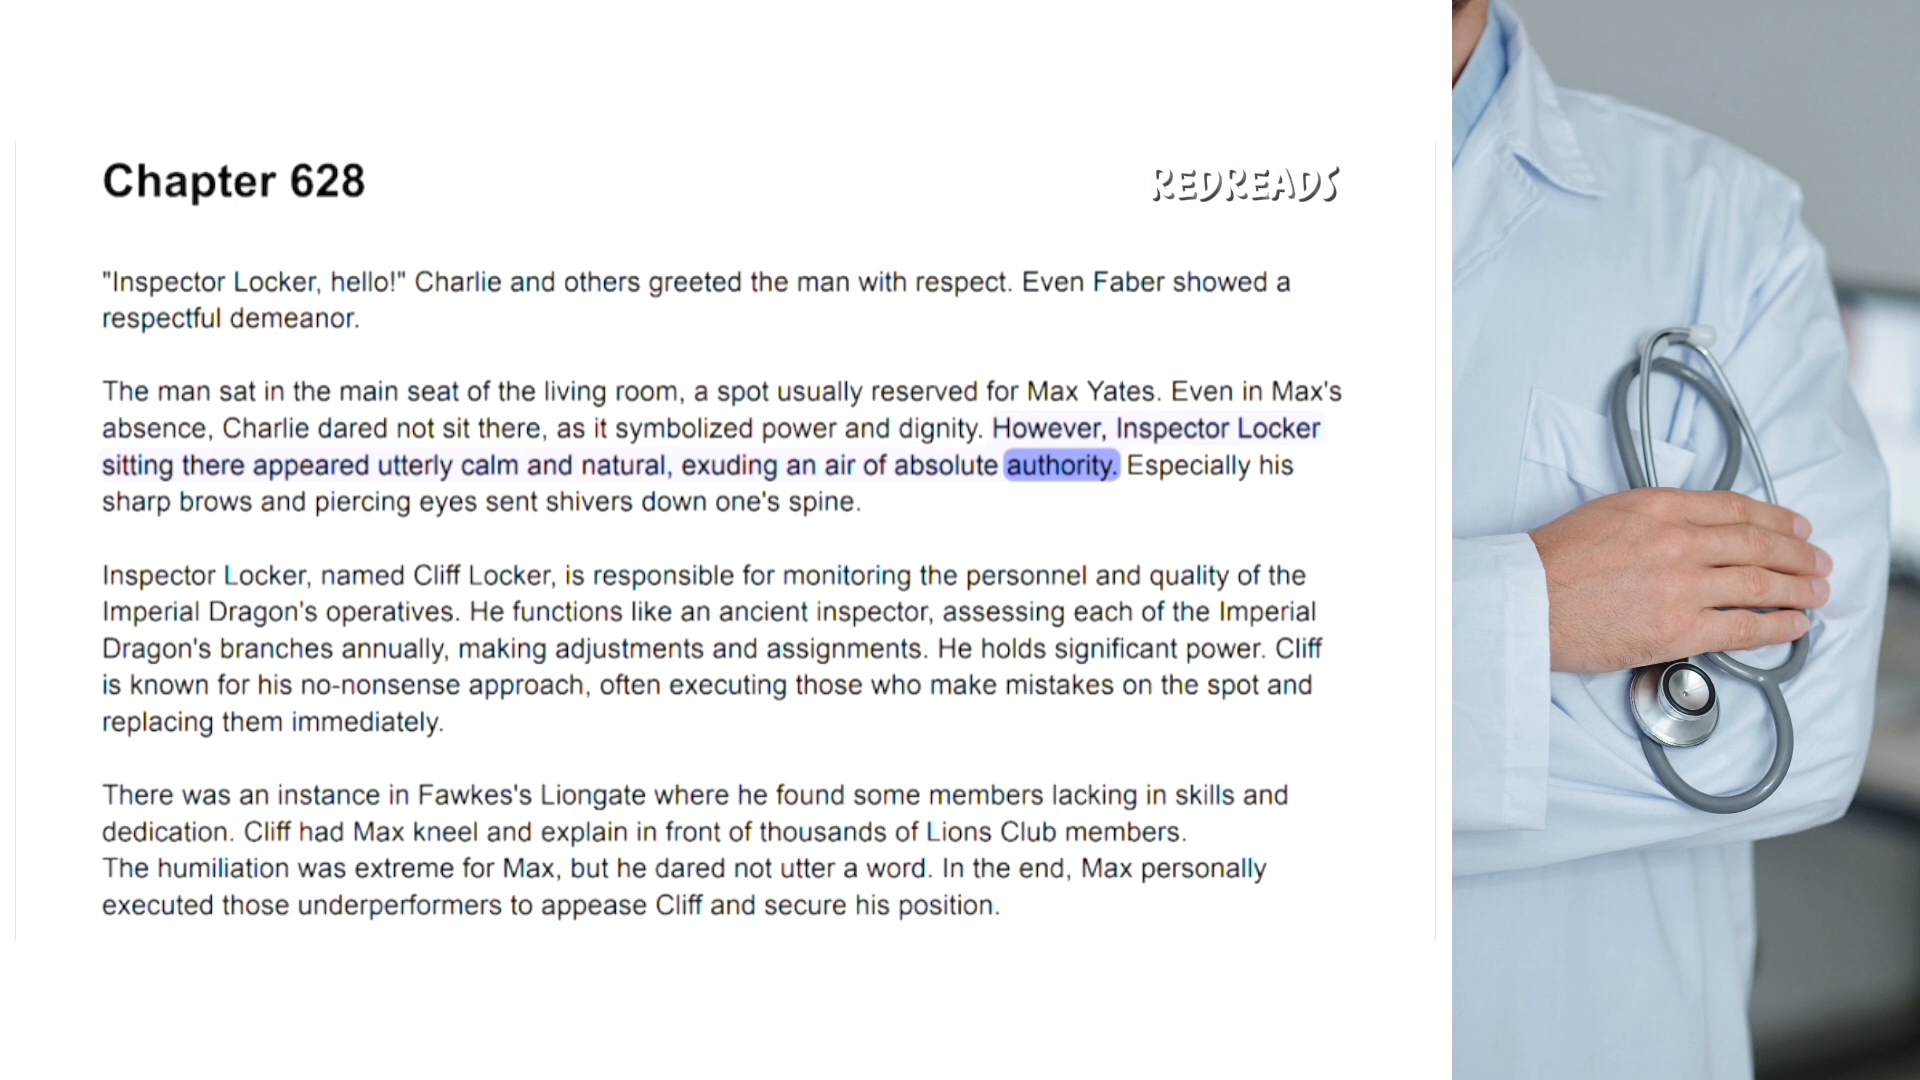 Chapter 628
REDREADS
"Inspector Locker, hello!" Charlie and others greeted the man with respect. Even Faber showed a
respectful demeanor.
The man sat in the main seat of the living room, a spot usually reserved for Max Yates. Even in Max's
absence, Charlie dared not sit there, as it symbolized power and dignity. However, Inspector Locker
sitting there appeared utterly calm and natural, exuding an air of absolute authority. Especially his
sharp brows and piercing eyes sent shivers down one's spine.
Inspector Locker, named Cliff Locker, is responsible for monitoring the personnel and quality of the
Imperial Dragon's operatives. He functions like an ancient inspector, assessing each of the Imperial
Dragon's branches annually, making adjustments and assignments. He holds significant power. Cliff
is known for his no-nonsense approach, often executing those who make mistakes on the spot and
replacing them immediately.
There was an instance in Fawkes's Liongate where he found some members lacking in skills and
dedication. Cliff had Max kneel and explain in front of thousands of Lions Club members.
The humiliation was extreme for Max, but he dared not utter a word. In the end, Max personally
executed those underperformers to appease Cliff and secure his position.